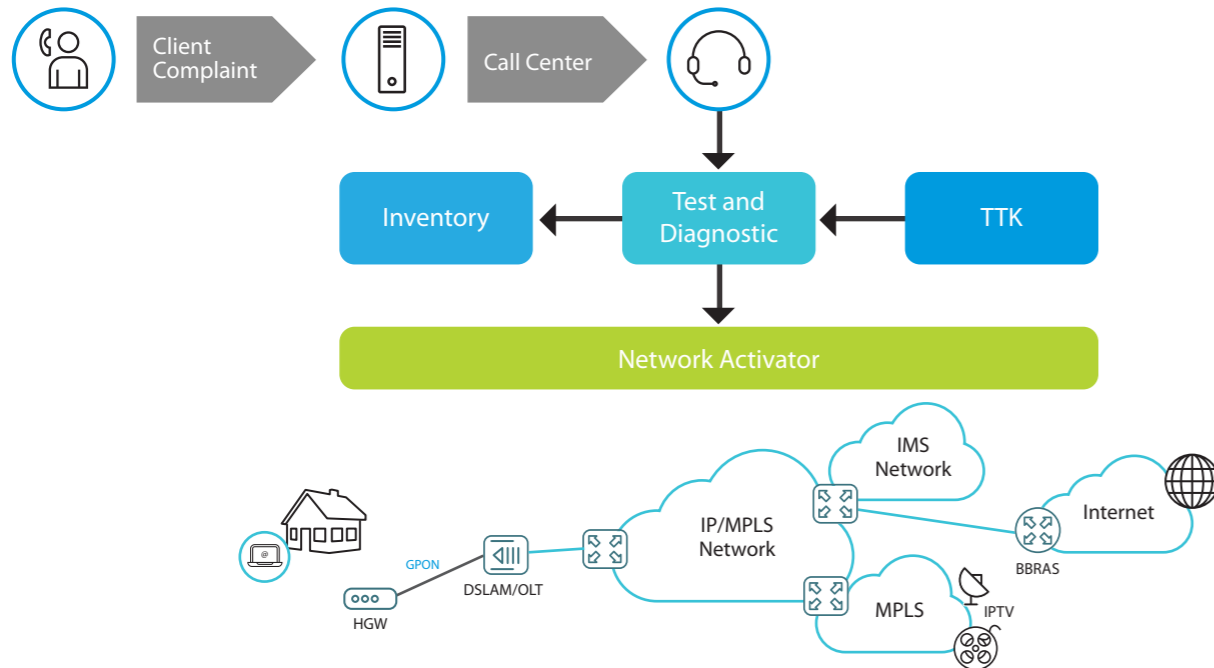 Client
Complaint
Call Center
Inventory
Test and
Diagnostic
TTK
Network Activator
IMS
Network
IP/MPLS
Network
Internet
GPON
DSLAM/OLT
BBRAS
HGW
MPLS
IPTV
@